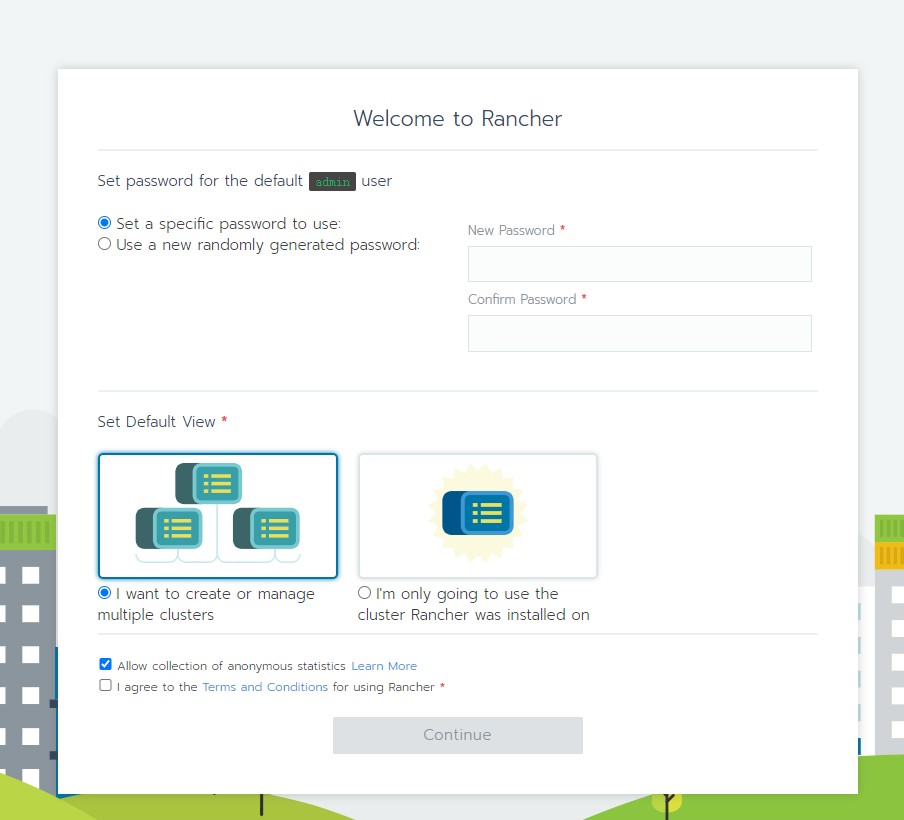 Welcome to Rancher
Set password for the default admin user
Set a specific password to use:
Use a new randomly generated password:
New Password *
Confirm Password *
Set Default View *
I want to create or manage
multiple clusters
I'm only going to use the
cluster Rancher was installed on
Allow collection of anonymous statistics Learn More
I agree to the Terms and Conditions for using Rancher *
Continue